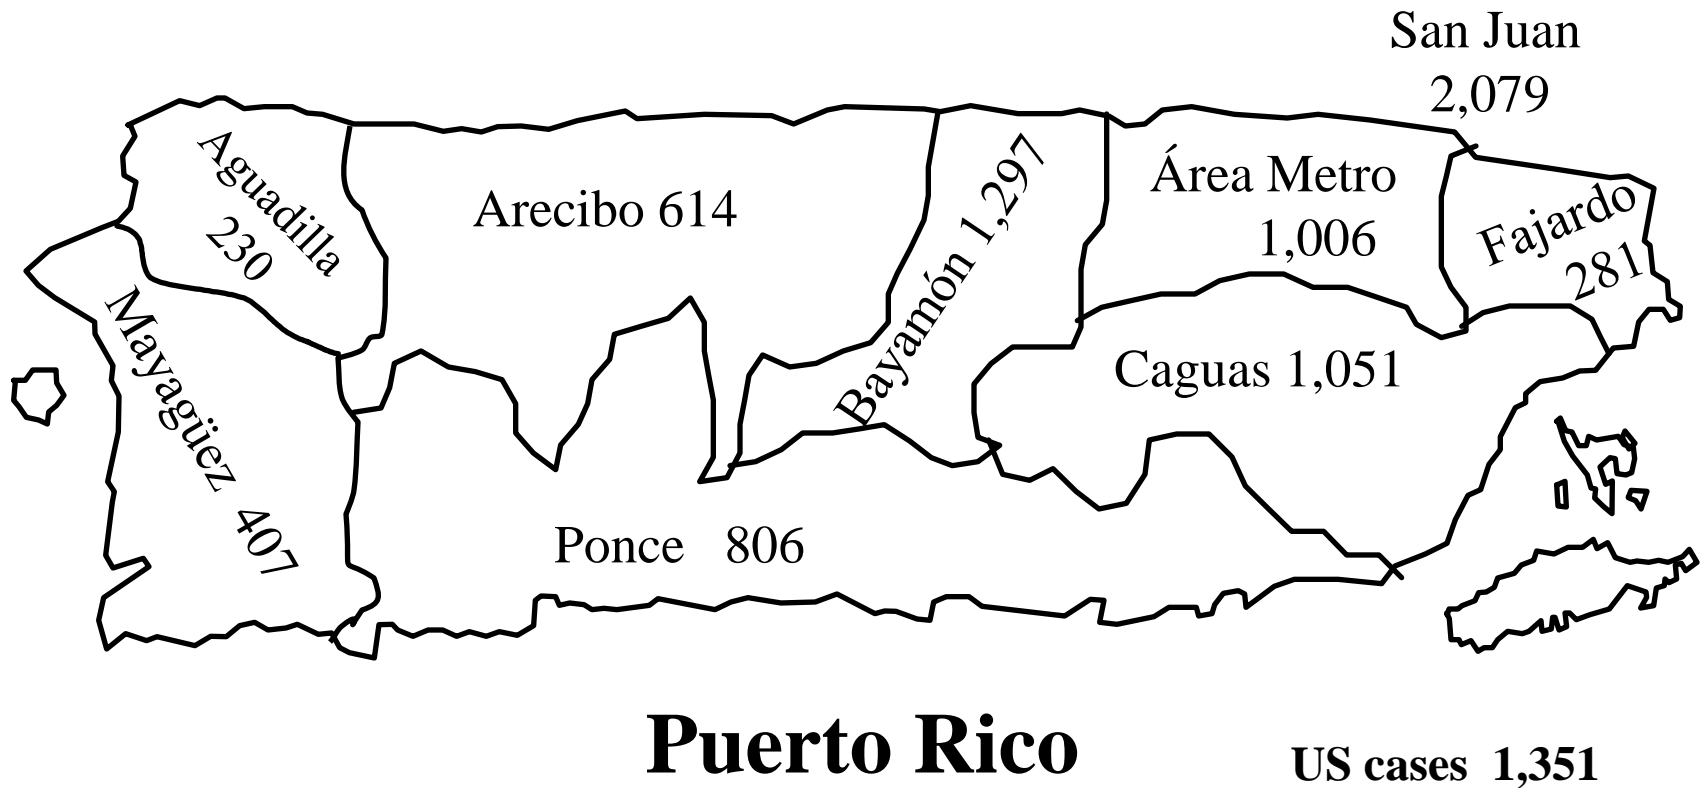 San Juan
2,079
Aguadilla
230
Arecibo 614
Bayamón 1,297
Área Metro
1,006
Fajardo
281
Mayagüez 407
Caguas 1,051
Ponce 806
Puerto Rico
US cases 1,351